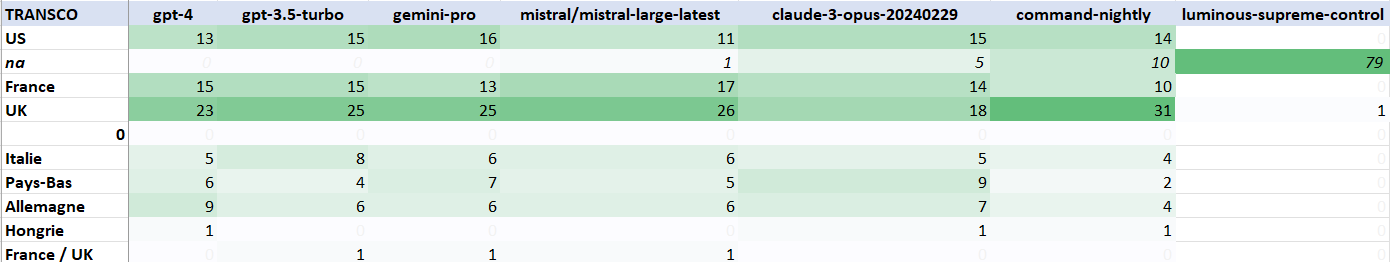 TRANSCO gpt-4 gpt-3.5-turbo gemini-pro mistral/mistral-large-latest claude-3-opus-20240229 command-nightly luminous-supreme-control
US 13 15 16 11 15 14 0
na 0 0 0 1 5 10 79
France 15 15 13 17 14 10 0
UK 23 25 25 26 18 31 1
0 0 0 0 0 0 0 0
Italie 5 8 6 6 5 4 0
Pays-Bas 6 4 7 5 9 2 0
Allemagne 9 6 6 6 7 4 0
Hongrie 1 0 0 0 1 1 0
France / UK 0 1 1 1 0 0 0